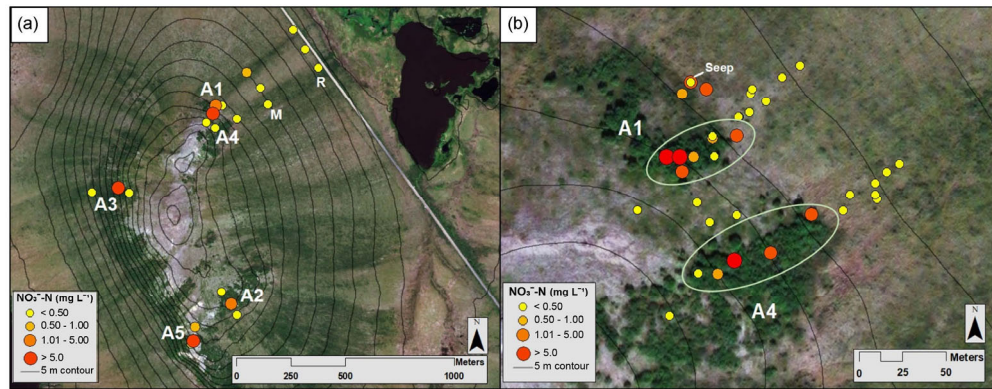 (a)
A1
A4
A3
A2
A5
M
R
NO₃⁻-N (mg L⁻¹)
< 0.50
0.50 - 1.00
1.01 - 5.00
> 5.0
5 m contour
N
Meters
0 250 500 1000
(b)
Seep
A1
A4
NO₃⁻-N (mg L⁻¹)
< 0.50
0.50 - 1.00
1.01 - 5.00
> 5.0
5 m contour
N
Meters
0 25 50